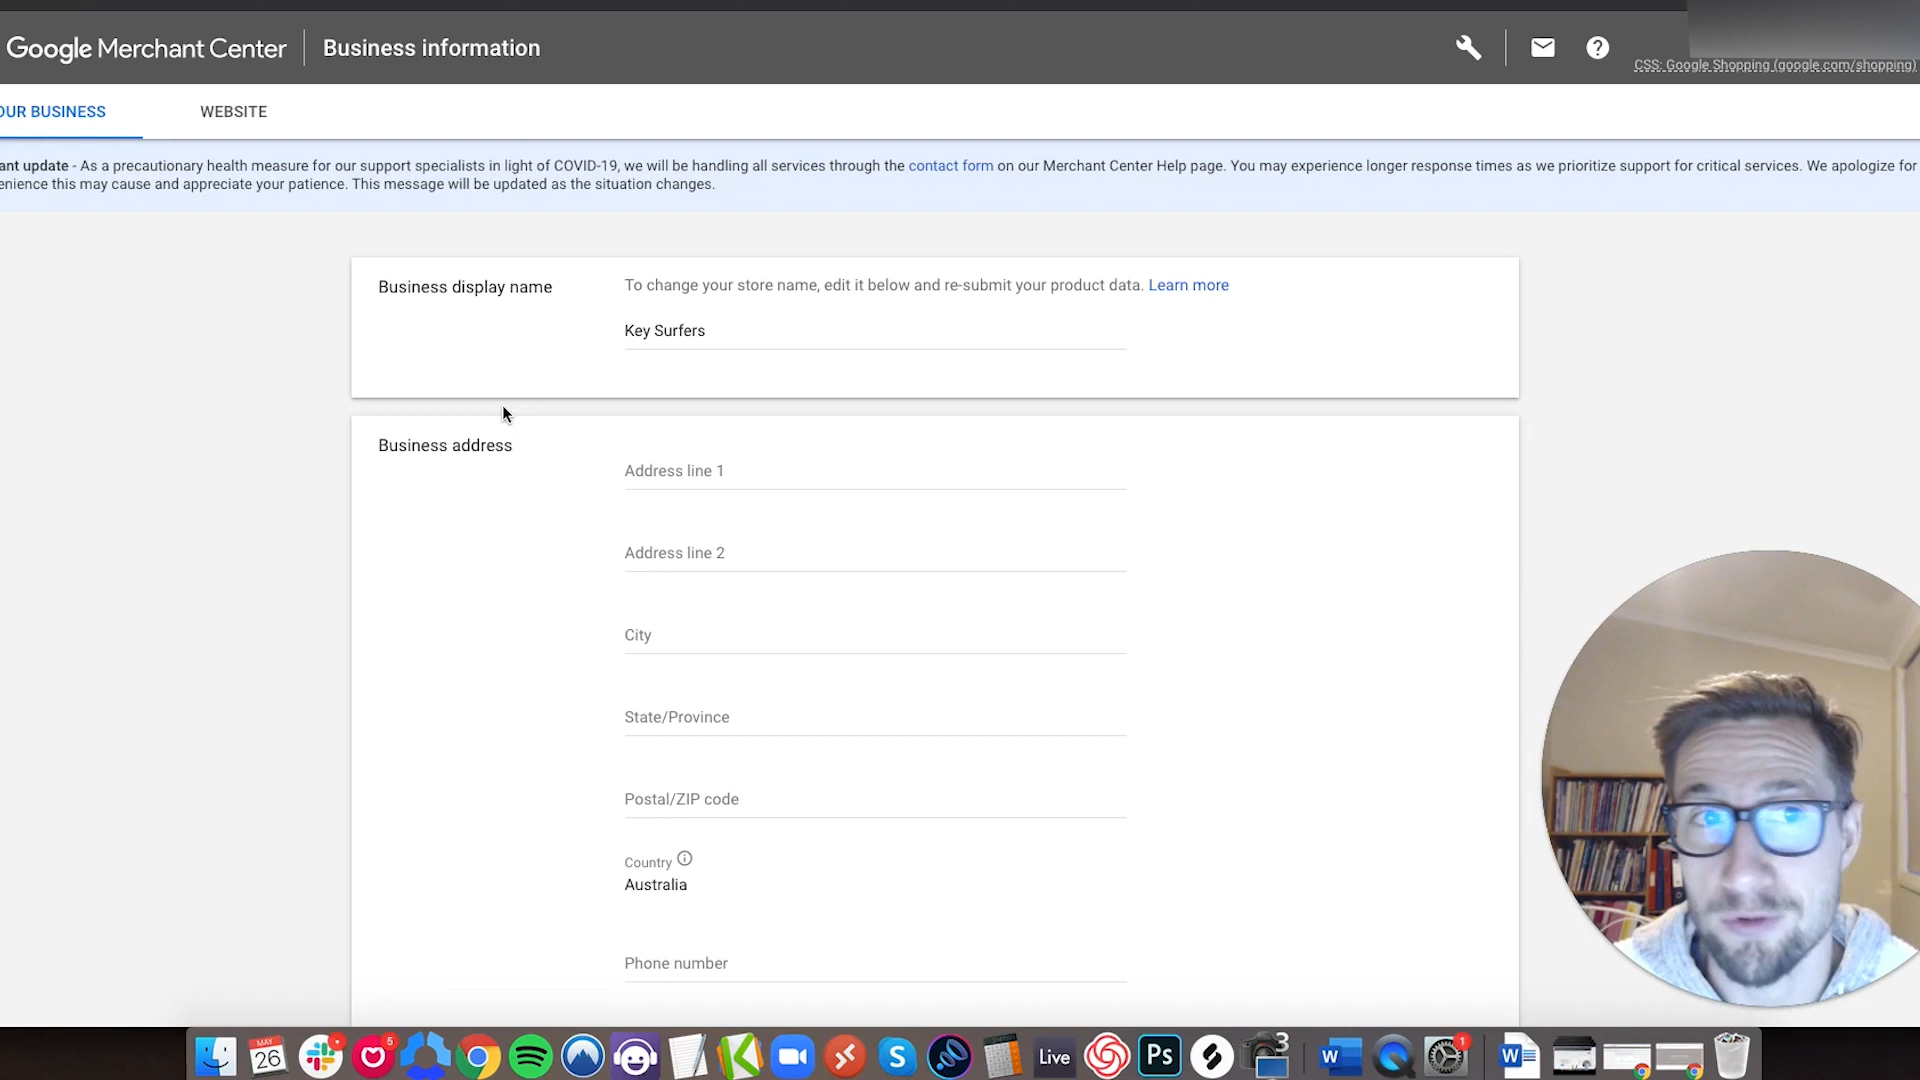 Google Merchant Center
Business information
CSS: Google Shopping (google.com/shopping)
OUR BUSINESS
WEBSITE
ant update - As a precautionary health measure for our support specialists in light of COVID-19, we will be handling all services through the contact form on our Merchant Center Help page. You may experience longer response times as we prioritize support for critical services. We apologize for
enience this may cause and appreciate your patience. This message will be updated as the situation changes.
Business display name
To change your store name, edit it below and re-submit your product data. Learn more
Key Surfers
Business address
Address line 1
Address line 2
City
State/Province
Postal/ZIP code
Country
Australia
Phone number
MAY
26
5
Live
Ps
3
W
1
W